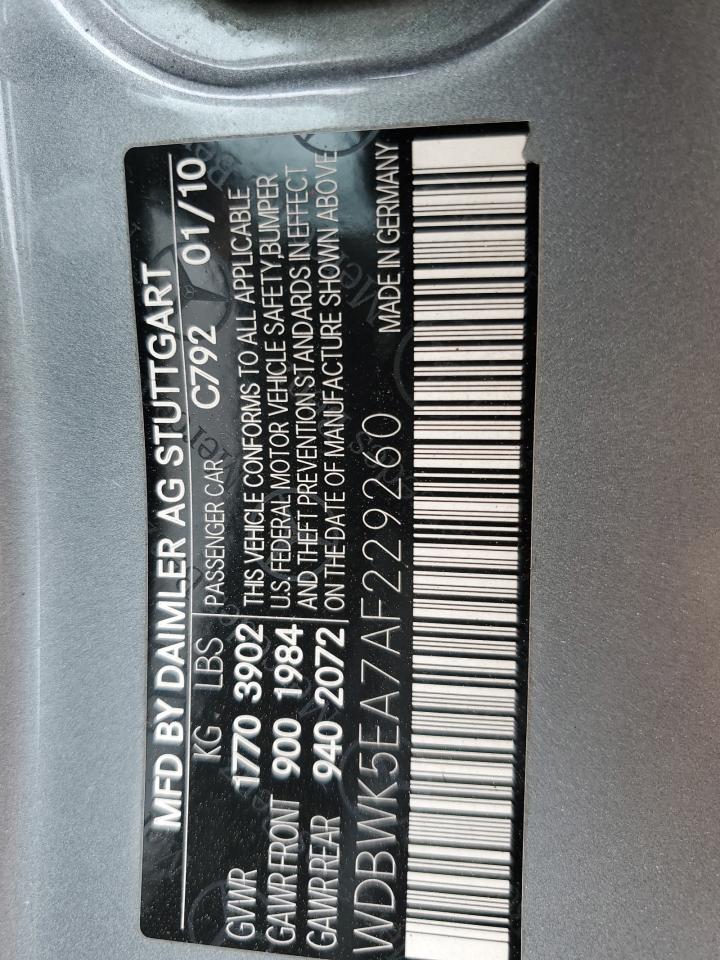 MFD BY DAIMLER AG STUTTGART
KG LBS PASSENGER CAR C792 01/10
GVWR 1770 3902 THIS VEHICLE CONFORMS TO ALL APPLICABLE
GAWR FRONT 900 1984 U.S. FEDERAL MOTOR VEHICLE SAFETY, BUMPER
GAWR REAR 940 2072 AND THEFT PREVENTION STANDARDS IN EFFECT
ON THE DATE OF MANUFACTURE SHOWN ABOVE
WDBWK5EA7AF229260 MADE IN GERMANY